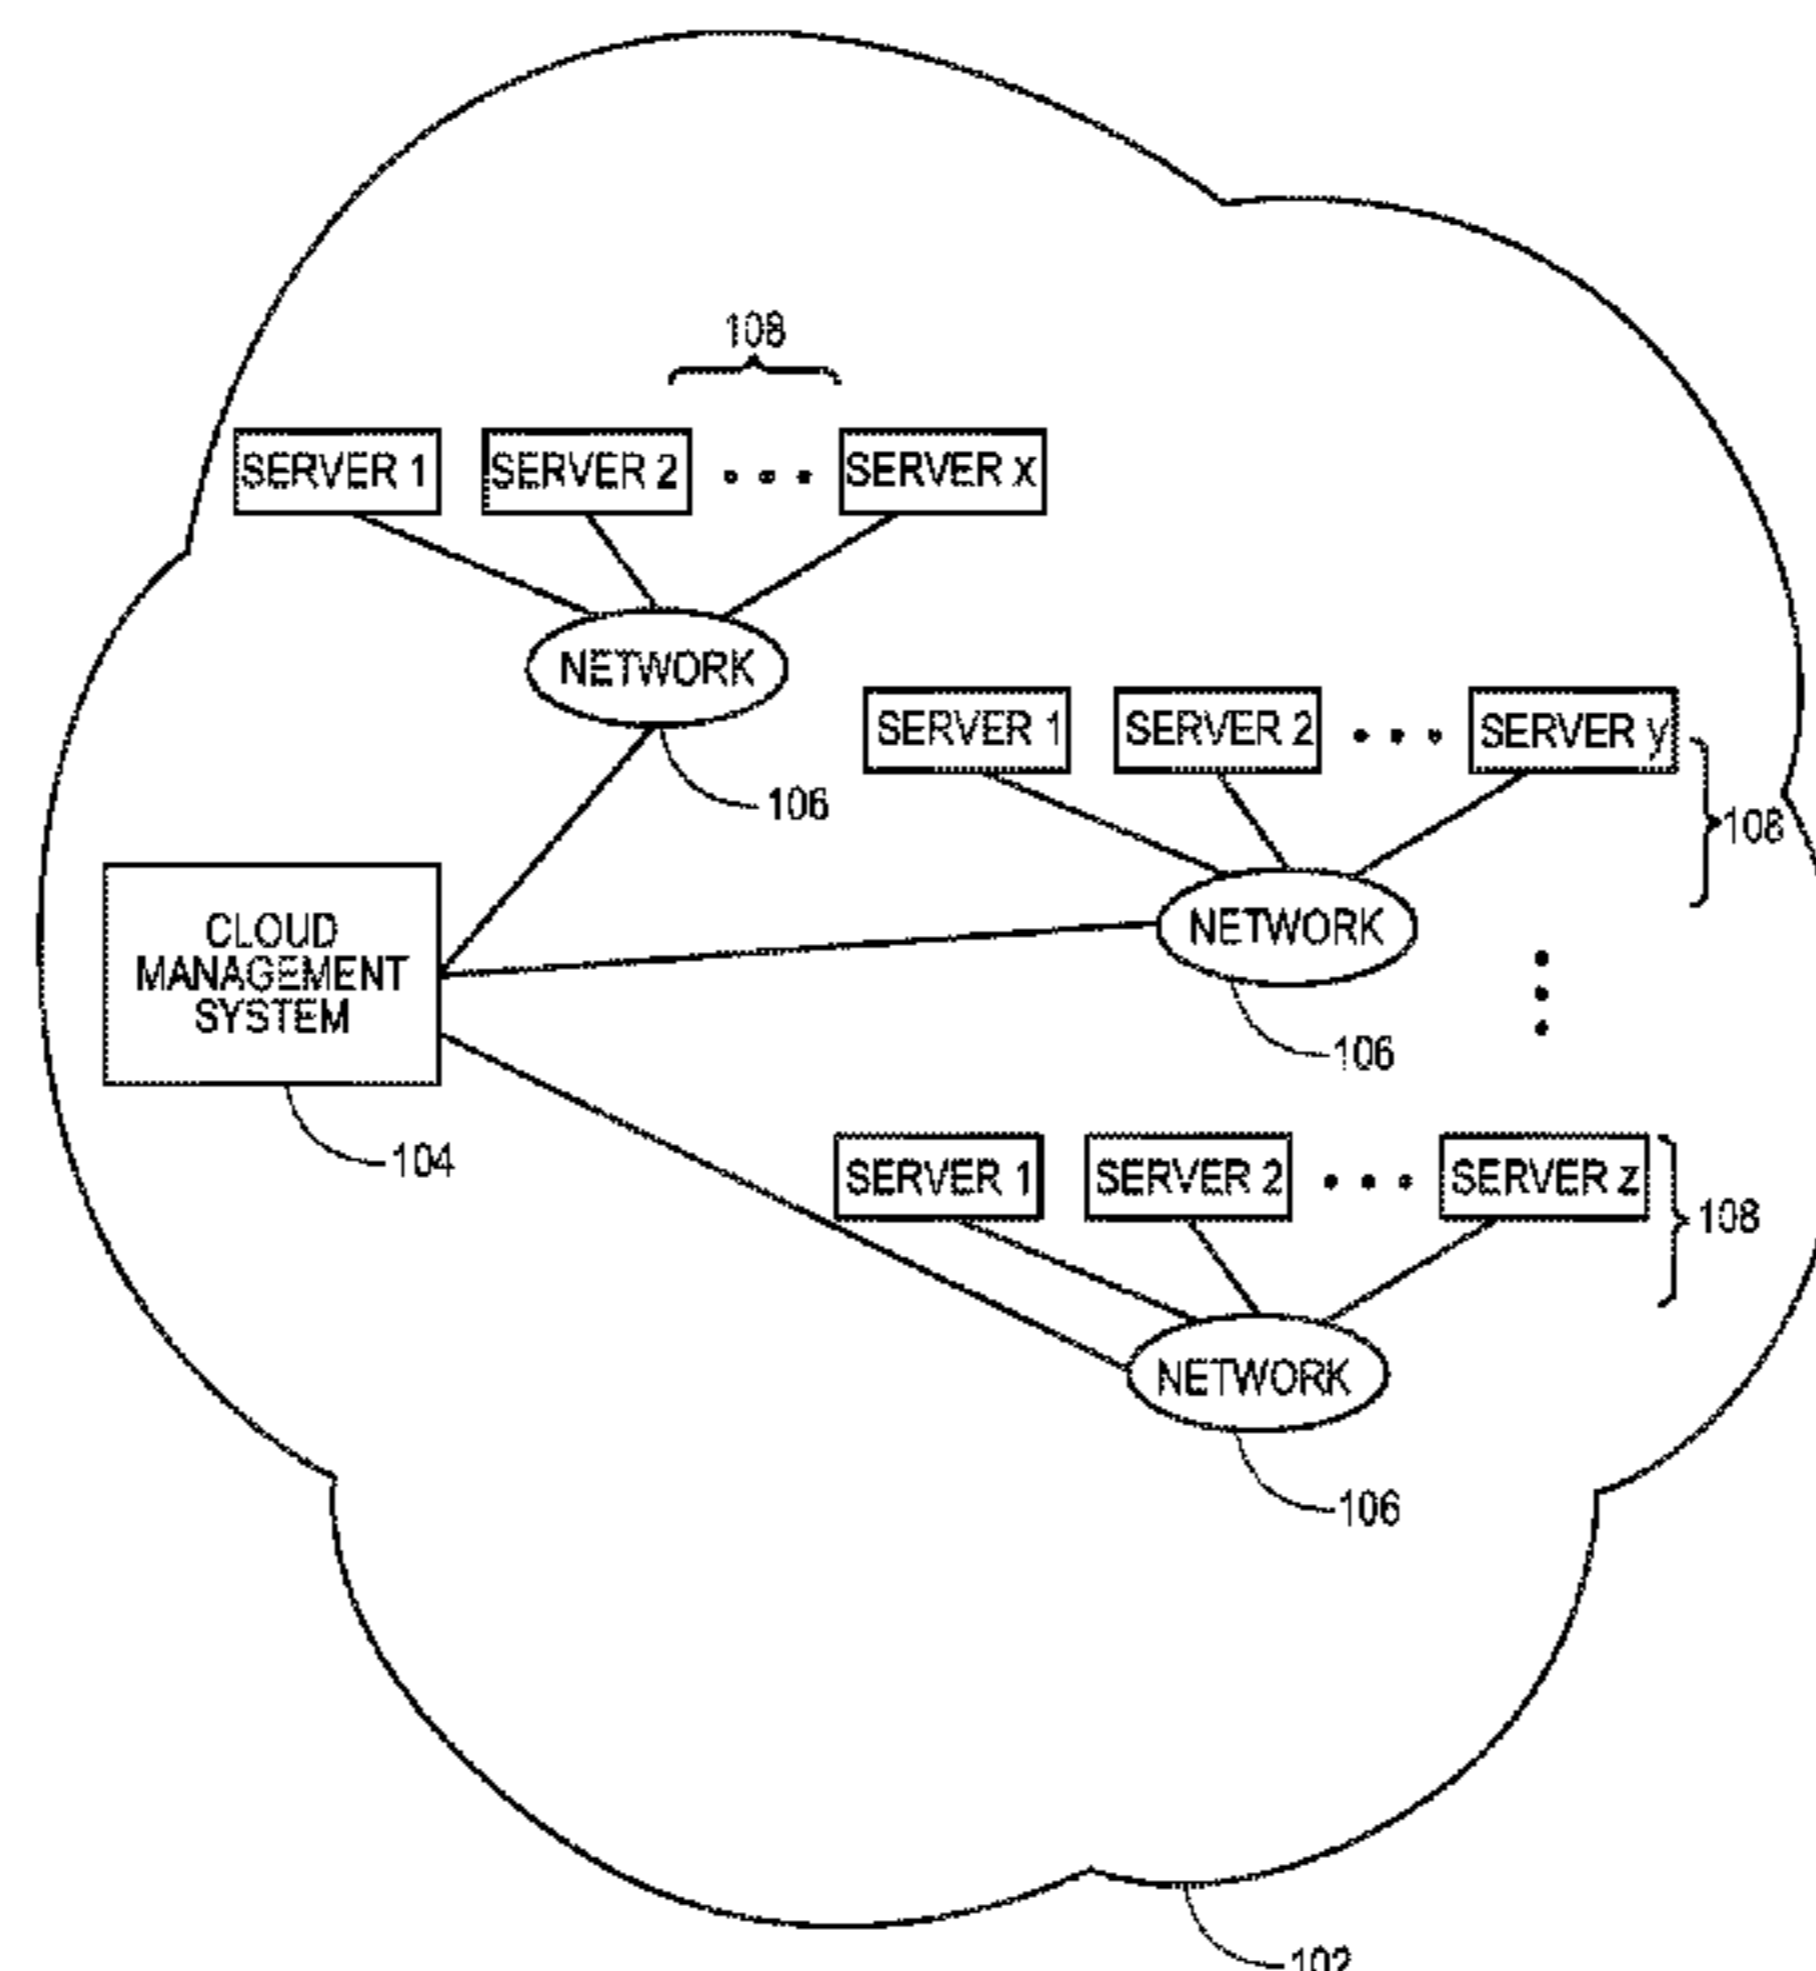 108
SERVER 1
SERVER 2
SERVER x
NETWORK
106
SERVER 1
SERVER 2
SERVER y
108
NETWORK
106
CLOUD
MANAGEMENT
SYSTEM
104
SERVER 1
SERVER 2
SERVER z
108
NETWORK
106
102